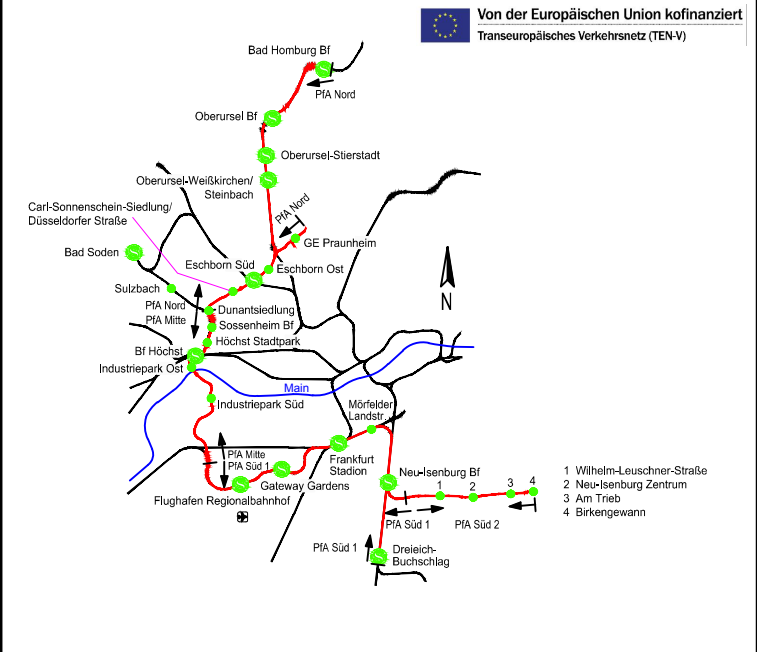 Von der Europäischen Union kofinanziert
Transeuropäisches Verkehrsnetz (TEN-V)
Bad Homburg Bf
PfA Nord
Oberursel Bf
Oberursel-Stierstadt
Oberursel-Weißkirchen/
Steinbach
Carl-Sonnenschein-Siedlung/
Düsseldorfer Straße
PfA Nord
GE Praunheim
Bad Soden
Eschborn Süd
Eschborn Ost
Sulzbach
PfA Nord
PfA Mitte
Dunantsiedlung
Sossenheim Bf
Höchst Stadtpark
N
Bf Höchst
Industriepark Ost
Main
Industriepark Süd
Mörfelder
Landstr.
PfA Mitte
PfA Süd 1
Frankfurt
Stadion
Gateway Gardens
Flughafen Regionalbahnhof
Neu-Isenburg Bf
1 2 3 4
1 Wilhelm-Leuschner-Straße
2 Neu-Isenburg Zentrum
3 Am Trieb
4 Birkengewann
PfA Süd 1
PfA Süd 2
PfA Süd 1
Dreieich-
Buchschlag